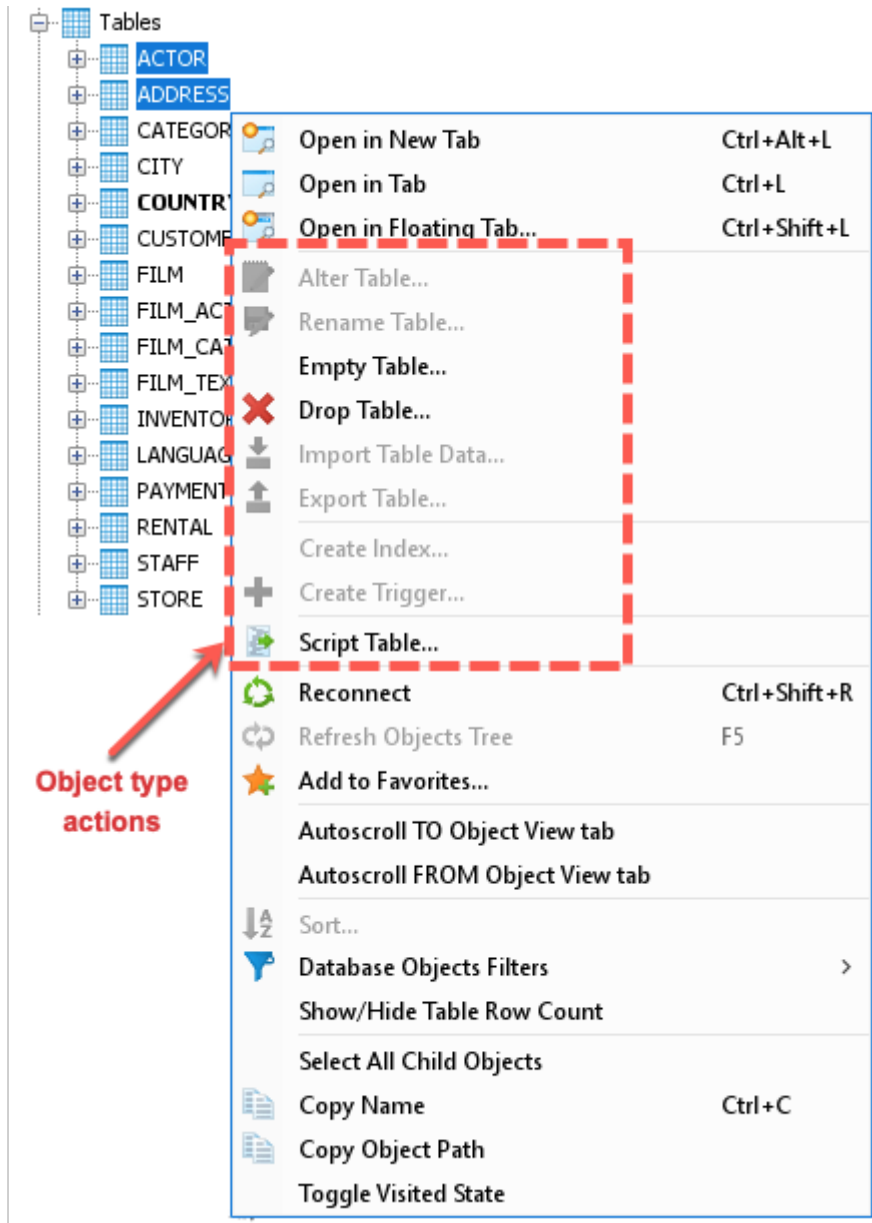 Tables
ACTOR
ADDRESS
CATEGOR
CITY
COUNTRY
CUSTOME
FILM
FILM_ACT
FILM_CAT
FILM_TEX
INVENTOR
LANGUAG
PAYMENT
RENTAL
STAFF
STORE
Open in New Tab Ctrl+Alt+L
Open in Tab Ctrl+L
Open in Floating Tab... Ctrl+Shift+L
Alter Table...
Rename Table...
Empty Table...
Drop Table...
Import Table Data...
Export Table...
Create Index...
Create Trigger...
Script Table...
Reconnect Ctrl+Shift+R
Refresh Objects Tree F5
Add to Favorites...
Autoscroll TO Object View tab
Autoscroll FROM Object View tab
Sort...
Database Objects Filters
Show/Hide Table Row Count
Select All Child Objects
Copy Name Ctrl+C
Copy Object Path
Toggle Visited State
Object type
actions